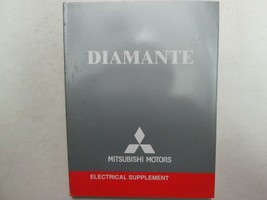 DIAMANTE
MITSUBISHI MOTORS
ELECTRICAL SUPPLEMENT